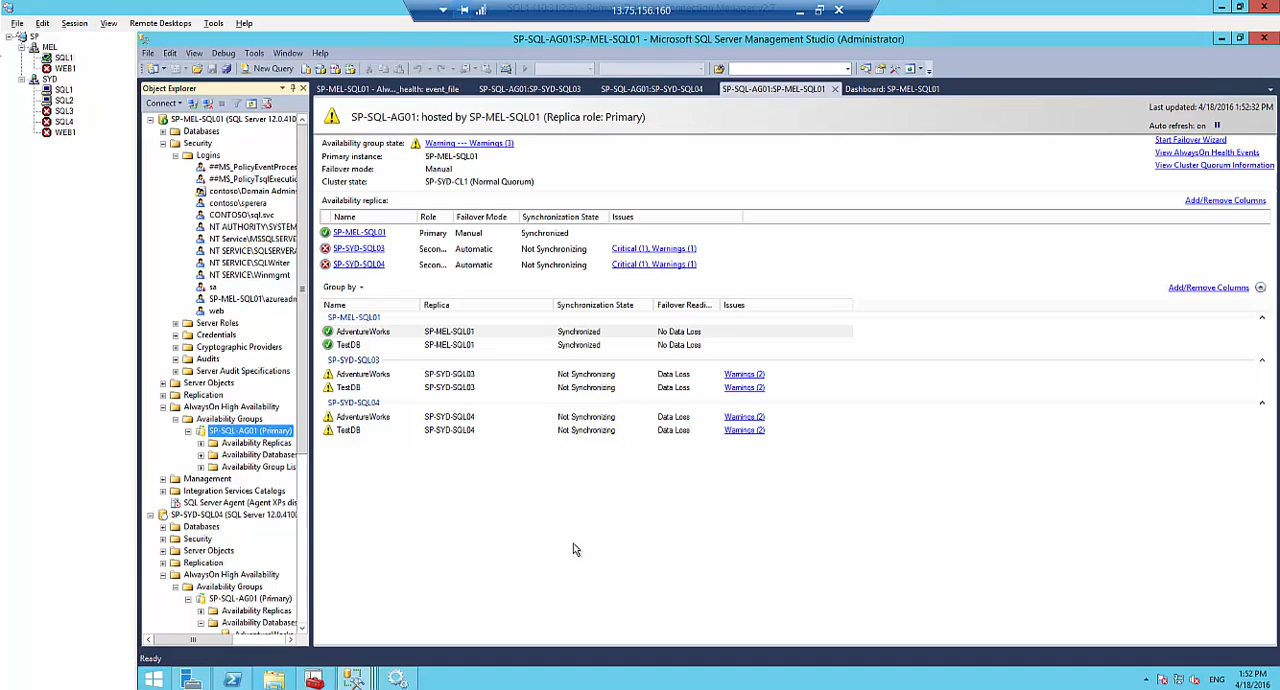 13.75.156.160
File Edit Session View Remote Desktops Tools Help
SP
MEL
SQL1
WEB1
SYD
SQL1
SQL2
SQL3
SQL4
WEB1
SP-SQL-AG01:SP-MEL-SQL01 - Microsoft SQL Server Management Studio (Administrator)
File Edit View Debug Tools Window Help
New Query
Object Explorer
Connect
SP-MEL-SQL01 (SQL Server 12.0.410
Databases
Security
Logins
##MS_PolicyEventProces
##MS_PolicyTsqlExecutio
contoso\Domain Admin
contoso\sperera
CONTOSO\sql.svc
NT AUTHORITY\SYSTEM
NT Service\MSSQLSERVE
NT SERVICE\SQLSERVERA
NT SERVICE\SQLWriter
NT SERVICE\Winmgmt
sa
SP-MEL-SQL01\azureadm
web
Server Roles
Credentials
Cryptographic Providers
Audits
Server Audit Specifications
Server Objects
Replication
AlwaysOn High Availability
Availability Groups
SP-SQL-AG01 (Primary)
Availability Replicas
Availability Databases
Availability Group Lis
Management
Integration Services Catalogs
SQL Server Agent (Agent XPs dis
SP-SYD-SQL04 (SQL Server 12.0.4100
Databases
Security
Server Objects
Replication
AlwaysOn High Availability
Availability Groups
SP-SQL-AG01 (Primary)
Availability Replicas
Availability Databases
SP-MEL-SQL01 - Alw..._health: event_file SP-SQL-AG01:SP-SYD-SQL03 SP-SQL-AG01:SP-SYD-SQL04 SP-SQL-AG01:SP-MEL-SQL01 Dashboard: SP-MEL-SQL01
SP-SQL-AG01: hosted by SP-MEL-SQL01 (Replica role: Primary)
Last updated: 4/18/2016 1:52:32 PM
Auto refresh: on
Availability group state: Warning --- Warnings (3)
Primary instance: SP-MEL-SQL01
Failover mode: Manual
Cluster state: SP-SYD-CL1 (Normal Quorum)
Start Failover Wizard
View AlwaysOn Health Events
View Cluster Quorum Information
Availability replica: Add/Remove Columns
Name Role Failover Mode Synchronization State Issues
SP-MEL-SQL01 Primary Manual Synchronized
SP-SYD-SQL03 Secon... Automatic Not Synchronizing Critical (1), Warnings (1)
SP-SYD-SQL04 Secon... Automatic Not Synchronizing Critical (1), Warnings (1)
Group by Add/Remove Columns
Name Replica Synchronization State Failover Readi... Issues
SP-MEL-SQL01
AdventureWorks SP-MEL-SQL01 Synchronized No Data Loss
TestDB SP-MEL-SQL01 Synchronized No Data Loss
SP-SYD-SQL03
AdventureWorks SP-SYD-SQL03 Not Synchronizing Data Loss Warnings (2)
TestDB SP-SYD-SQL03 Not Synchronizing Data Loss Warnings (2)
SP-SYD-SQL04
AdventureWorks SP-SYD-SQL04 Not Synchronizing Data Loss Warnings (2)
TestDB SP-SYD-SQL04 Not Synchronizing Data Loss Warnings (2)
Ready
ENG
1:52 PM
4/18/2016